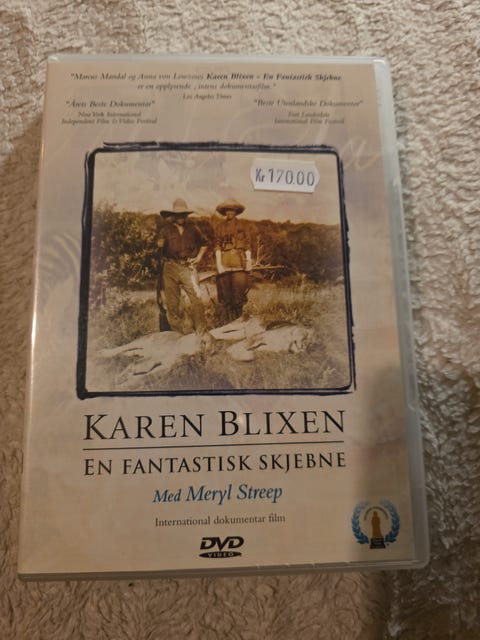 "Marcus Mandal og Anna von Lowzows Karen Blixen - En Fantastisk Skjebne
er en opplysende, intens dokumentarfilm."
Los Angeles Times
"Årets Beste Dokumentar"
New York International
Independent Film & Video Festival
"Beste Utenlandske Dokumentar"
Fort Lauderdale
International Film Festival
Kr 170.00
KAREN BLIXEN
EN FANTASTISK SKJEBNE
Med Meryl Streep
International dokumentar film
DVD
VIDEO